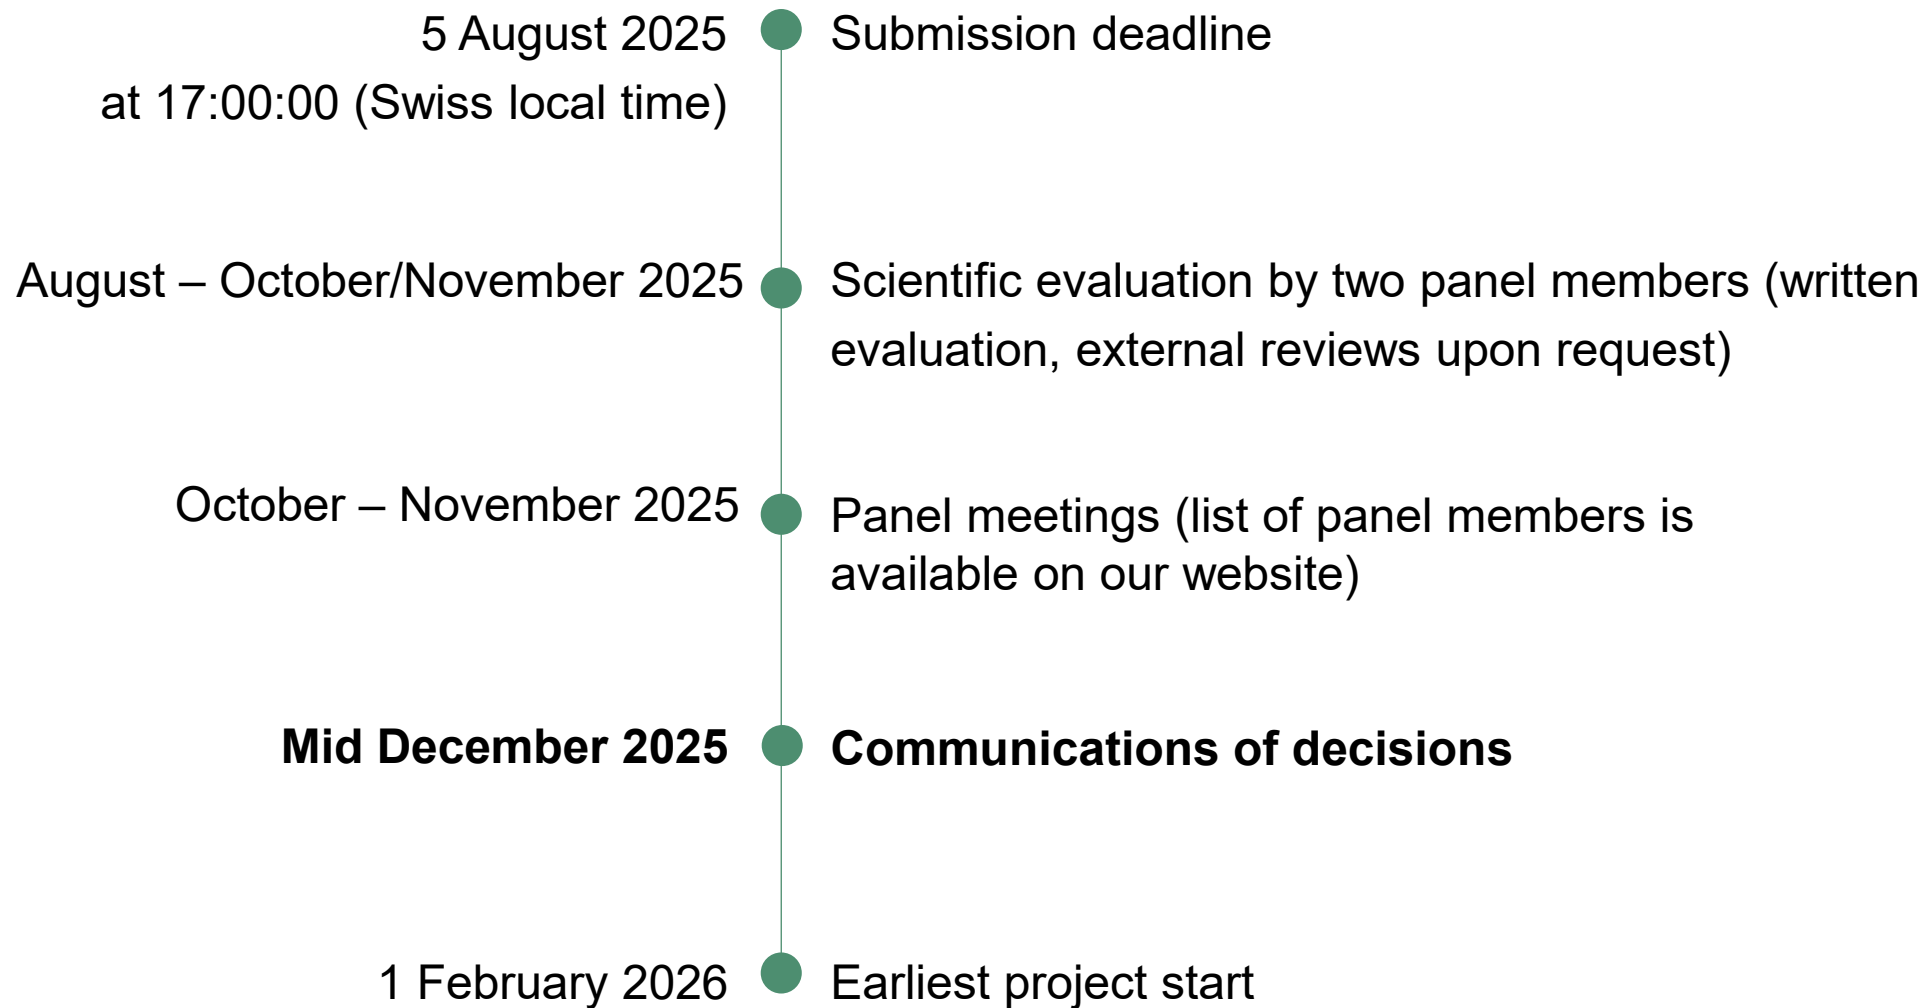 5 August 2025
at 17:00:00 (Swiss local time)
Submission deadline
August – October/November 2025
Scientific evaluation by two panel members (written
evaluation, external reviews upon request)
October – November 2025
Panel meetings (list of panel members is
available on our website)
Mid December 2025
Communications of decisions
1 February 2026
Earliest project start